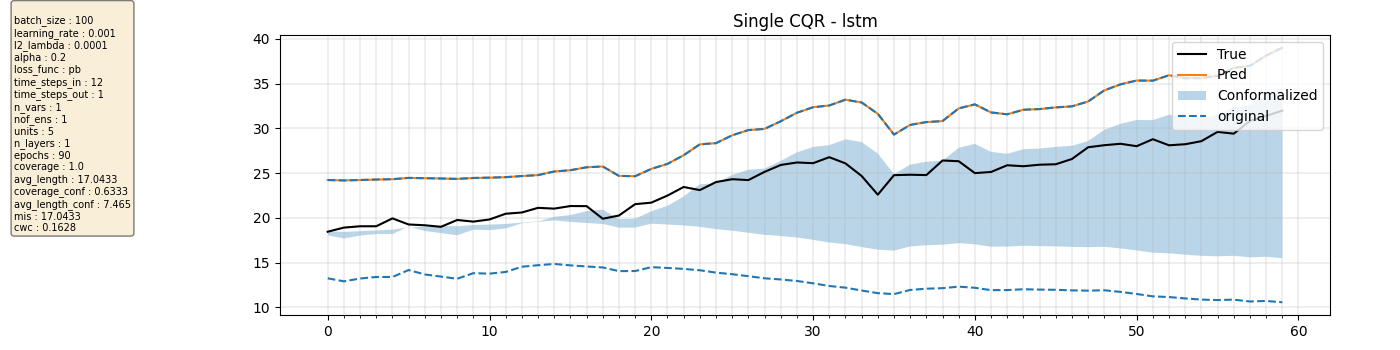 batch_size : 100
learning_rate : 0.001
l2_lambda : 0.0001
alpha : 0.2
loss_func : pb
time_steps_in : 12
time_steps_out : 1
n_vars : 1
nof_ens : 1
units : 5
n_layers : 1
epochs : 90
coverage : 1.0
avg_length : 17.0433
coverage_conf : 0.6333
avg_length_conf : 7.465
mis : 17.0433
cwc : 0.1628
Single CQR - lstm
40
35
30
25
20
15
10
True
Pred
Conformalized
original
0 10 20 30 40 50 60